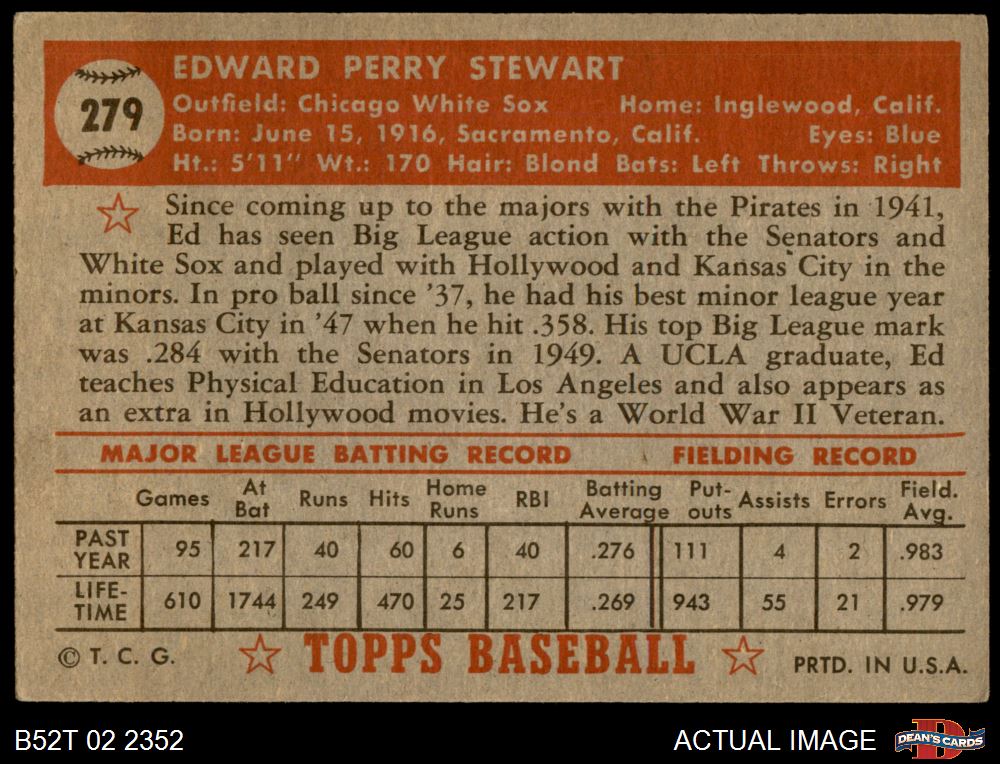 279
EDWARD PERRY STEWART
Outfield: Chicago White Sox Home: Inglewood, Calif.
Born: June 15, 1916, Sacramento, Calif. Eyes: Blue
Ht.: 5'11" Wt.: 170 Hair: Blond Bats: Left Throws: Right
Since coming up to the majors with the Pirates in 1941,
Ed has seen Big League action with the Senators and
White Sox and played with Hollywood and Kansas City in the
minors. In pro ball since '37, he had his best minor league year
at Kansas City in '47 when he hit .358. His top Big League mark
was .284 with the Senators in 1949. A UCLA graduate, Ed
teaches Physical Education in Los Angeles and also appears as
an extra in Hollywood movies. He's a World War II Veteran.
MAJOR LEAGUE BATTING RECORD FIELDING RECORD
Games At Bat Runs Hits Home Runs RBI Batting Average Put-outs Assists Errors Field. Avg.
PAST YEAR 95 217 40 60 6 40 .276 111 4 2 .983
LIFE-TIME 610 1744 249 470 25 217 .269 943 55 21 .979
© T. C. G. TOPPS BASEBALL PRTD. IN U.S.A.
B52T 02 2352 ACTUAL IMAGE DEAN'S CARDS